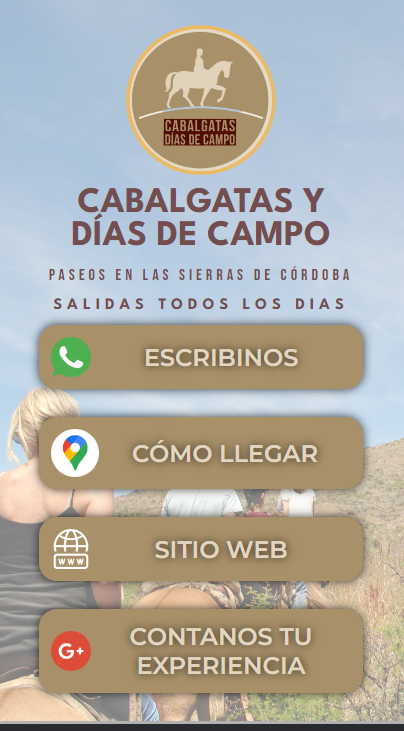 CABALGATAS
DÍAS DE CAMPO
CABALGATAS Y
DÍAS DE CAMPO
PASEOS EN LAS SIERRAS DE CÓRDOBA
SALIDAS TODOS LOS DIAS
ESCRIBINOS
CÓMO LLEGAR
WWW
SITIO WEB
G+
CONTANOS TU
EXPERIENCIA